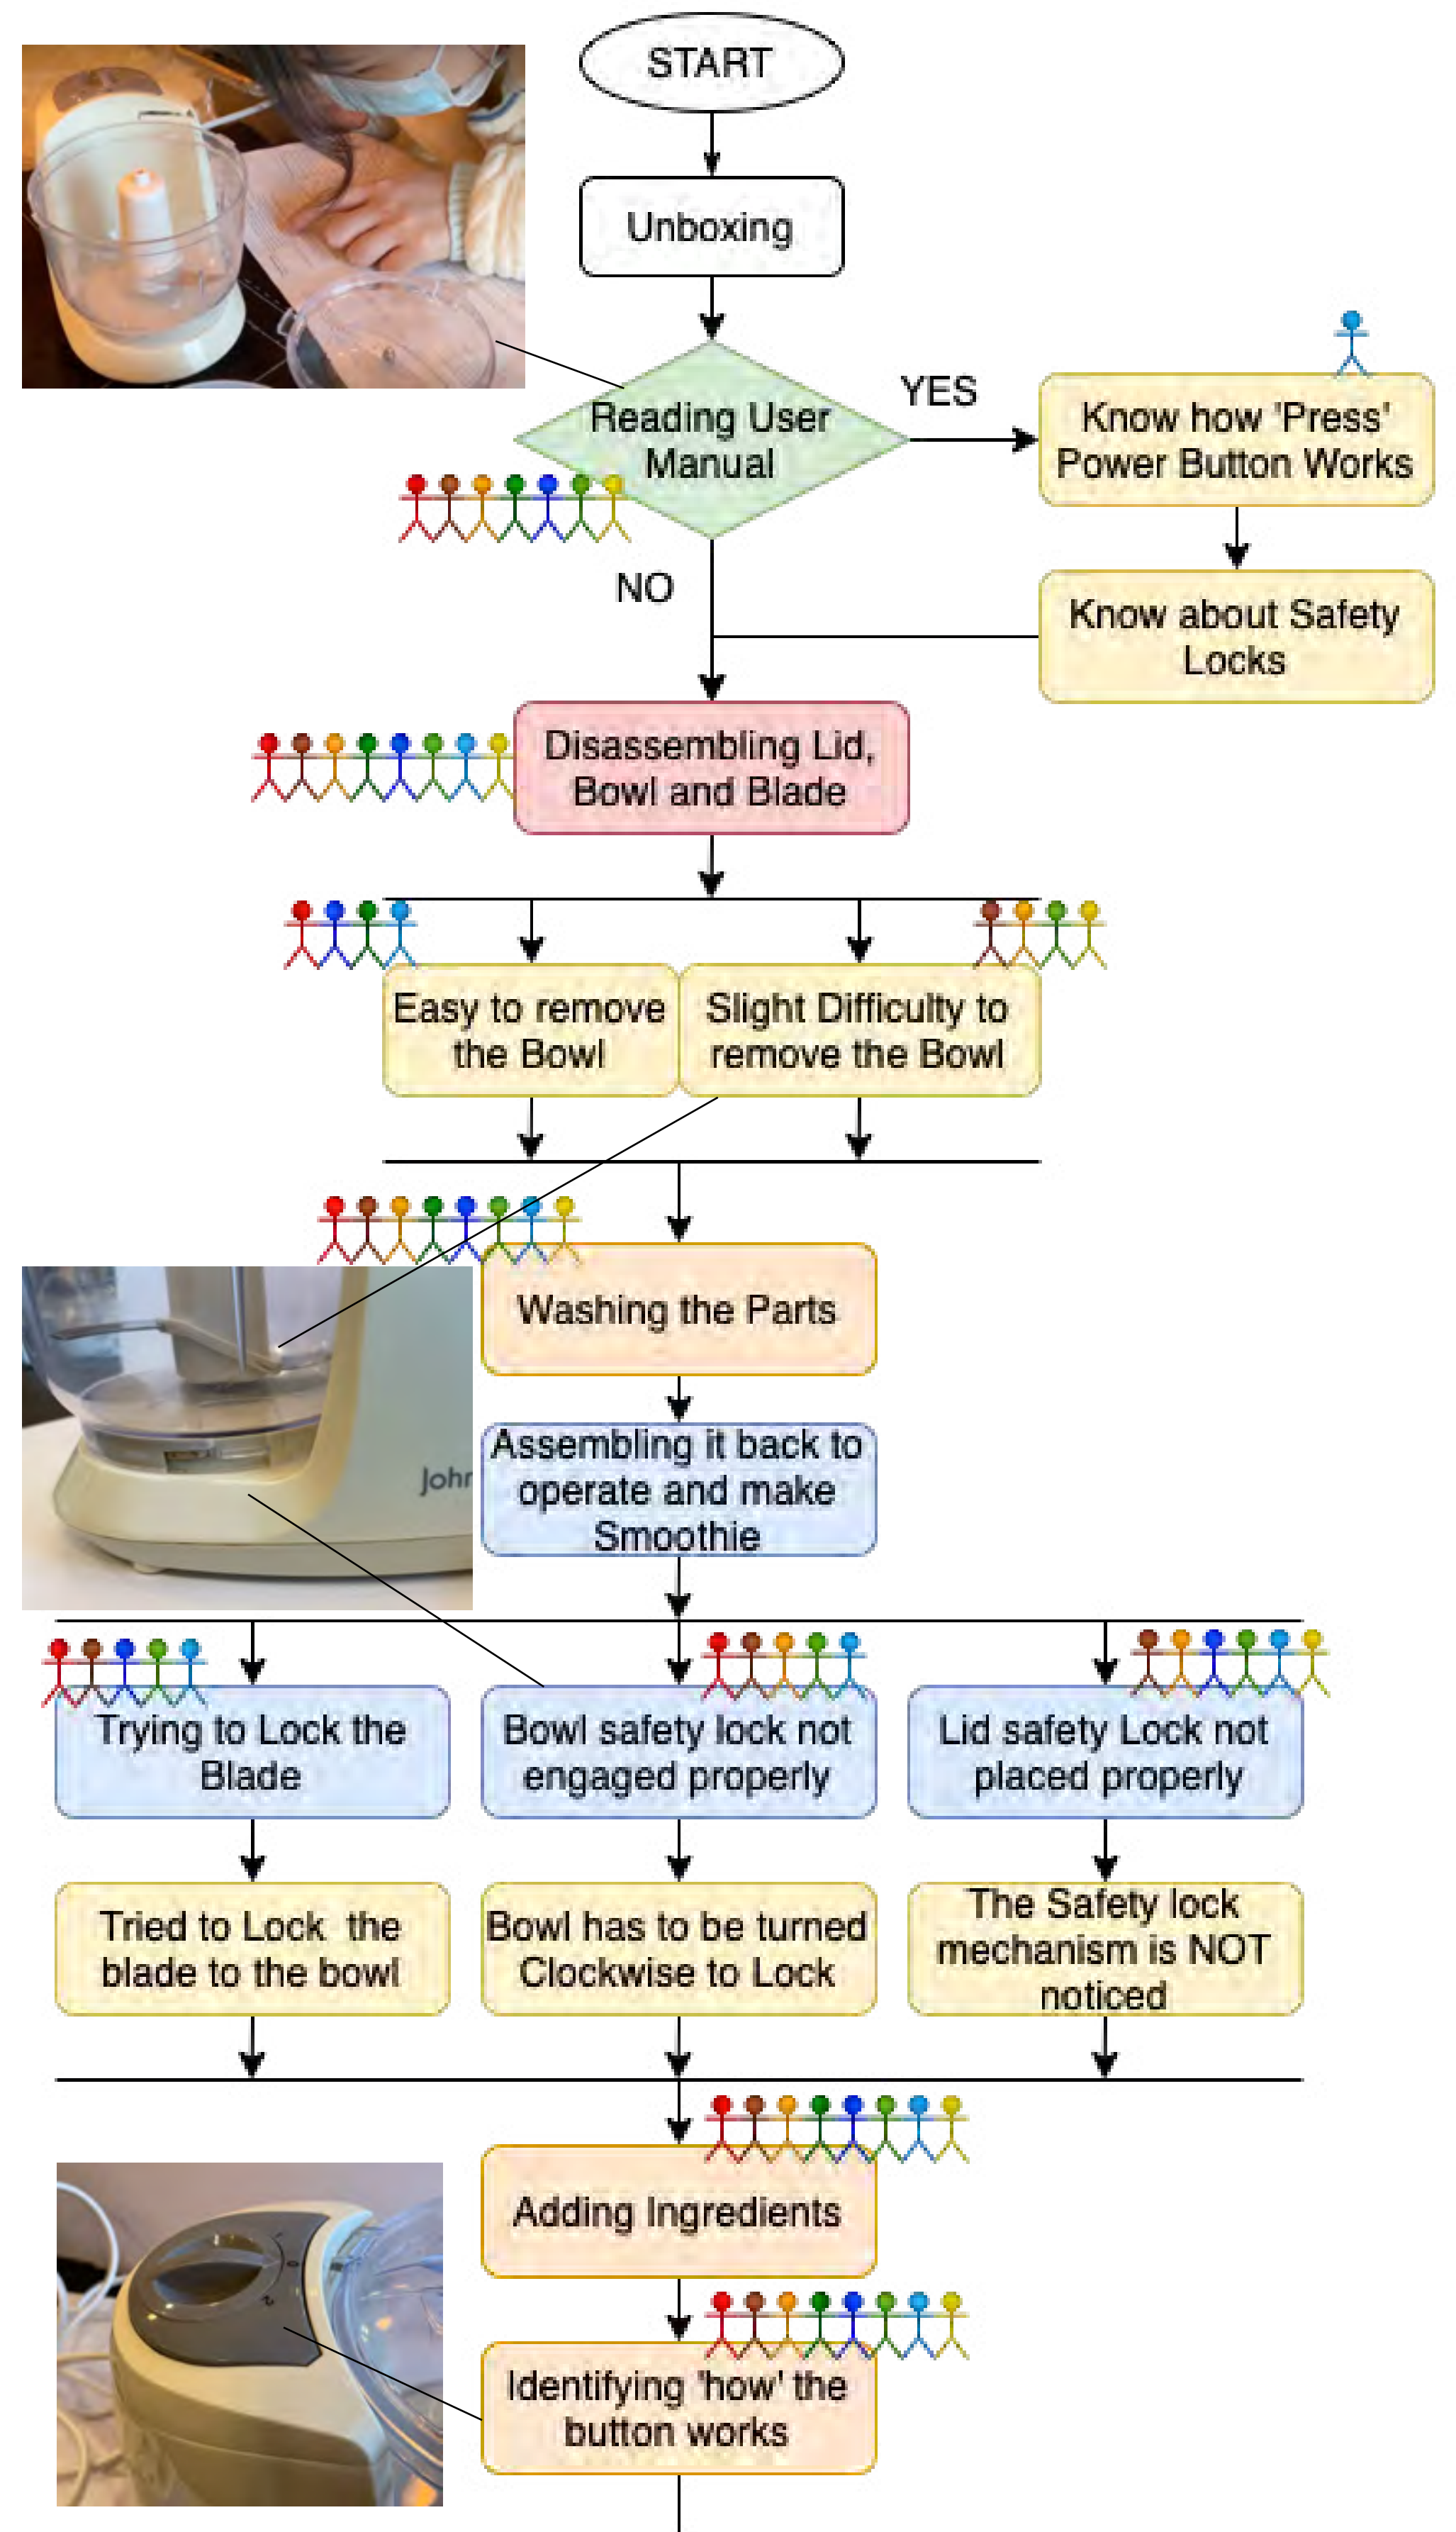 START
Unboxing
Reading User
Manual
YES
Know how 'Press'
Power Button Works
NO
Know about Safety
Locks
Disassembling Lid,
Bowl and Blade
Easy to remove
the Bowl
Slight Difficulty to
remove the Bowl
Washing the Parts
John
Assembling it back to
operate and make
Smoothie
Trying to Lock the
Blade
Bowl safety lock not
engaged properly
Lid safety Lock not
placed properly
Tried to Lock the
blade to the bowl
Bowl has to be turned
Clockwise to Lock
The Safety lock
mechanism is NOT
noticed
Adding Ingredients
0
2
Identifying 'how' the
button works